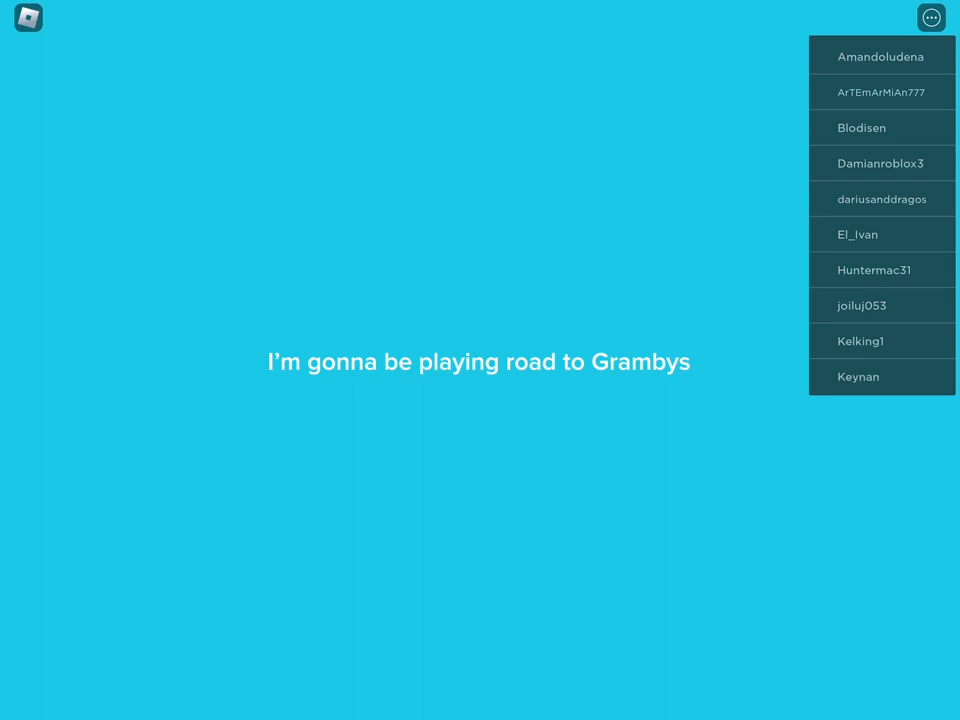 Amandoludena
ArTEmArMiAn777
Blodisen
Damianroblox3
dariusanddragos
El_Ivan
Huntermac31
joiluj053
I'm gonna be playing road to Grambys
Kelking1
Keynan